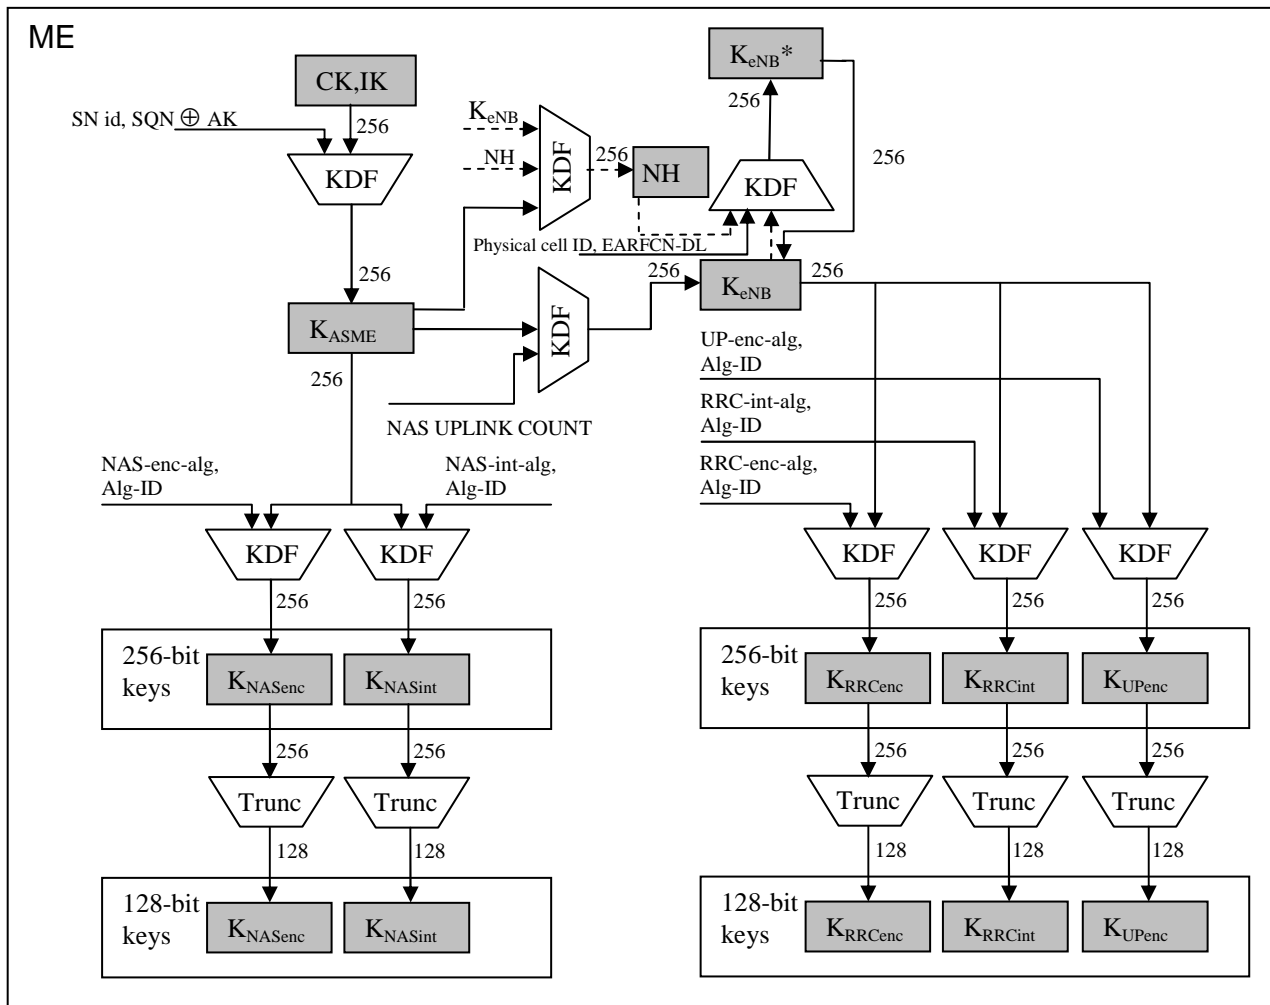 ME
K_eNB*
CK,IK
256
SN id, SQN ⊕ AK
256
K_eNB
NH
KDF
256
NH
KDF
256
KDF
Physical cell ID, EARFCN-DL
256
256
K_eNB
256
K_ASME
KDF
256
UP-enc-alg,
Alg-ID
NAS UPLINK COUNT
RRC-int-alg,
Alg-ID
NAS-enc-alg,
Alg-ID
NAS-int-alg,
Alg-ID
RRC-enc-alg,
Alg-ID
KDF
KDF
KDF
KDF
KDF
256
256
256
256
256
256-bit
keys
K_NASenc
K_NASint
256-bit
keys
K_RRCenc
K_RRCint
K_UPenc
256
256
256
256
256
Trunc
Trunc
Trunc
Trunc
Trunc
128
128
128
128
128
128-bit
keys
K_NASenc
K_NASint
128-bit
keys
K_RRCenc
K_RRCint
K_UPenc